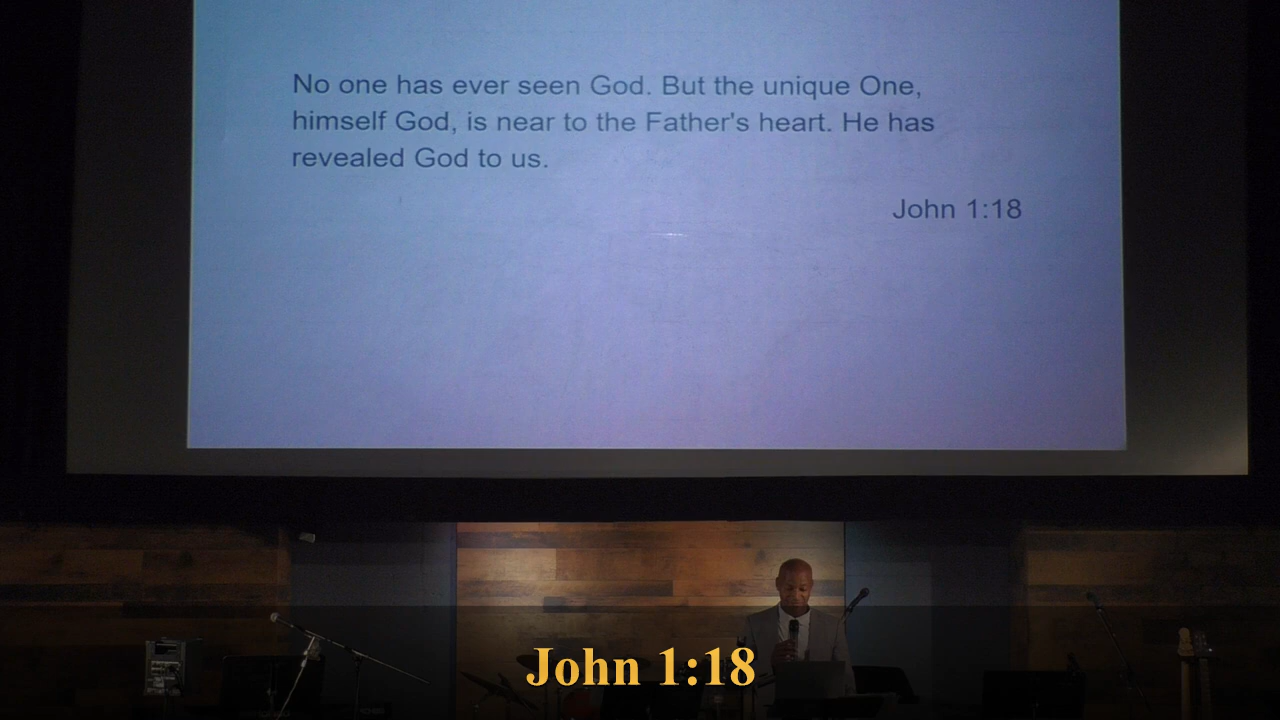 No one has ever seen God. But the unique One,
himself God, is near to the Father's heart. He has
revealed God to us.
John 1:18
John 1:18